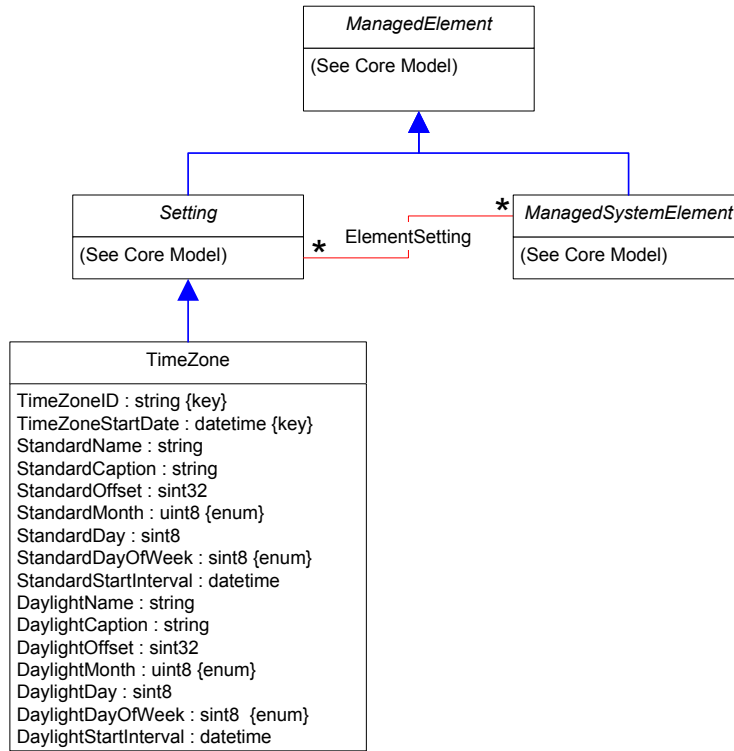 ManagedElement
(See Core Model)
Setting
(See Core Model)
*
ElementSetting
*
ManagedSystemElement
(See Core Model)
TimeZone
TimeZoneID : string {key}
TimeZoneStartDate : datetime {key}
StandardName : string
StandardCaption : string
StandardOffset : sint32
StandardMonth : uint8 {enum}
StandardDay : sint8
StandardDayOfWeek : sint8 {enum}
StandardStartInterval : datetime
DaylightName : string
DaylightCaption : string
DaylightOffset : sint32
DaylightMonth : uint8 {enum}
DaylightDay : sint8
DaylightDayOfWeek : sint8  {enum}
DaylightStartInterval : datetime